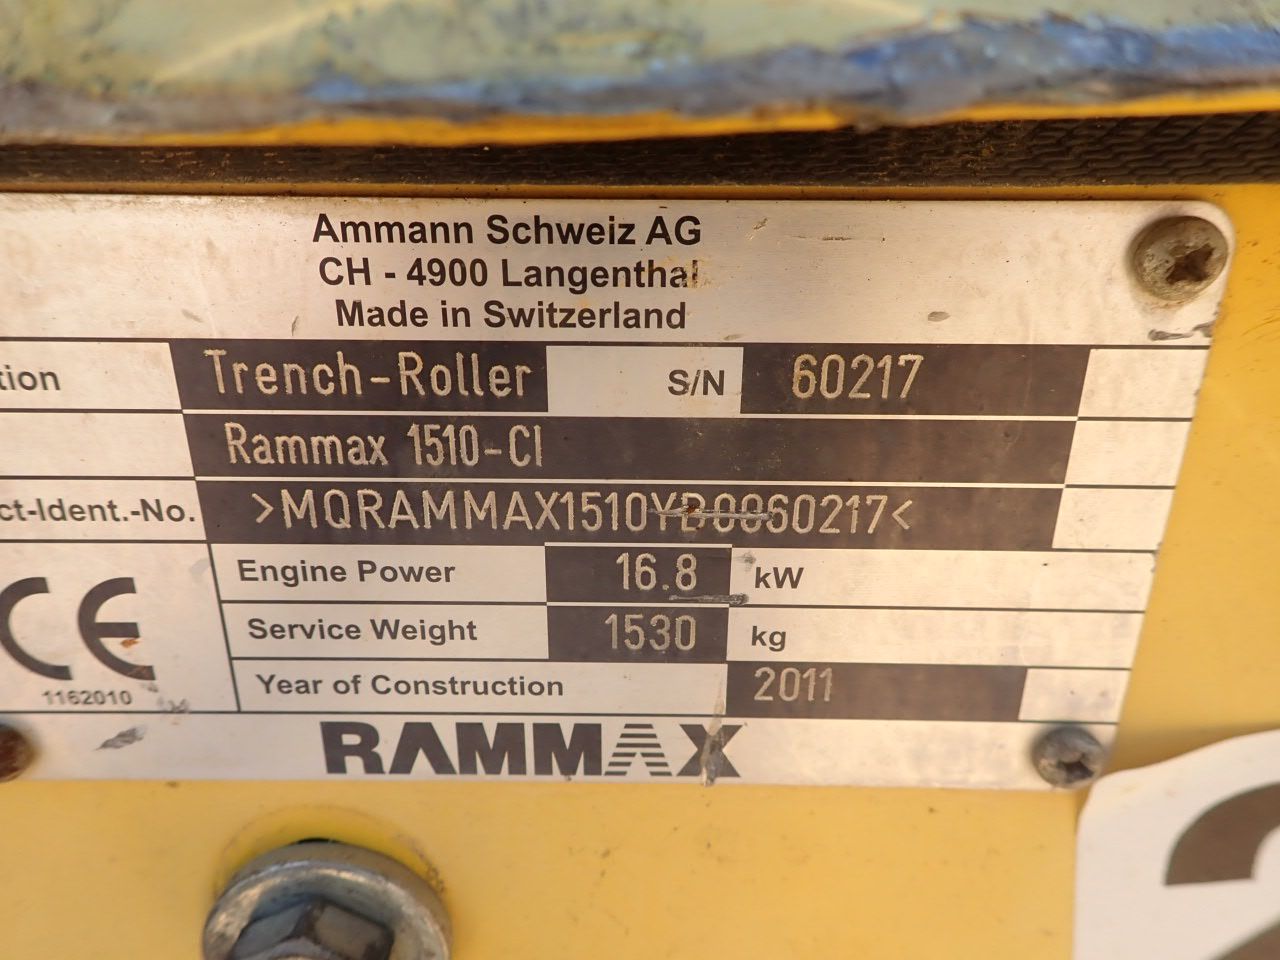 Ammann Schweiz AG
CH - 4900 Langenthal
Made in Switzerland
tion Trench-Roller S/N 60217
Rammax 1510-CI
ct-Ident.-No. >MQRAMMAX1510YB0060217<
Engine Power 16.8 kW
CE Service Weight 1530 kg
1162010 Year of Construction 2011
RAMMAX
2